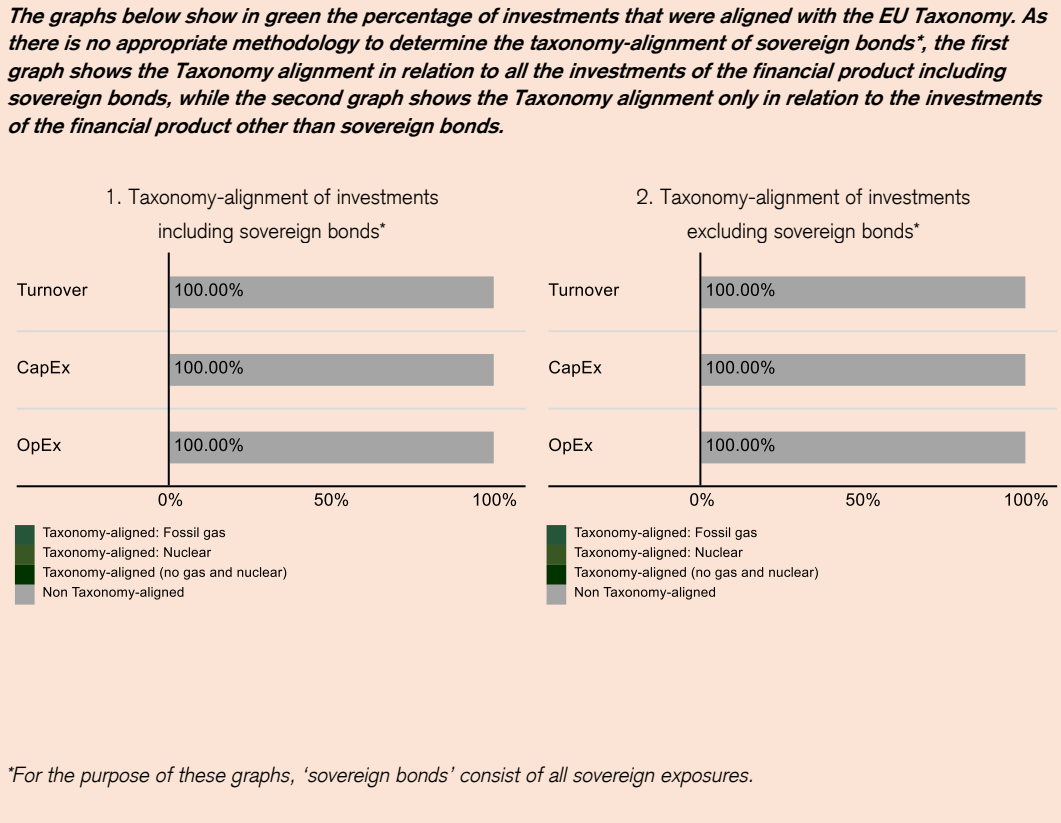 The graphs below show in green the percentage of investments that were aligned with the EU Taxonomy. As
there is no appropriate methodology to determine the taxonomy-alignment of sovereign bonds*, the first
graph shows the Taxonomy alignment in relation to all the investments of the financial product including
sovereign bonds, while the second graph shows the Taxonomy alignment only in relation to the investments
of the financial product other than sovereign bonds.
1. Taxonomy-alignment of investments
including sovereign bonds*
Turnover
100.00%
CapEx
100.00%
OpEx
100.00%
0% 50% 100%
Taxonomy-aligned: Fossil gas
Taxonomy-aligned: Nuclear
Taxonomy-aligned (no gas and nuclear)
Non Taxonomy-aligned
2. Taxonomy-alignment of investments
excluding sovereign bonds*
Turnover
100.00%
CapEx
100.00%
OpEx
100.00%
0% 50% 100%
Taxonomy-aligned: Fossil gas
Taxonomy-aligned: Nuclear
Taxonomy-aligned (no gas and nuclear)
Non Taxonomy-aligned
*For the purpose of these graphs, ‘sovereign bonds’ consist of all sovereign exposures.